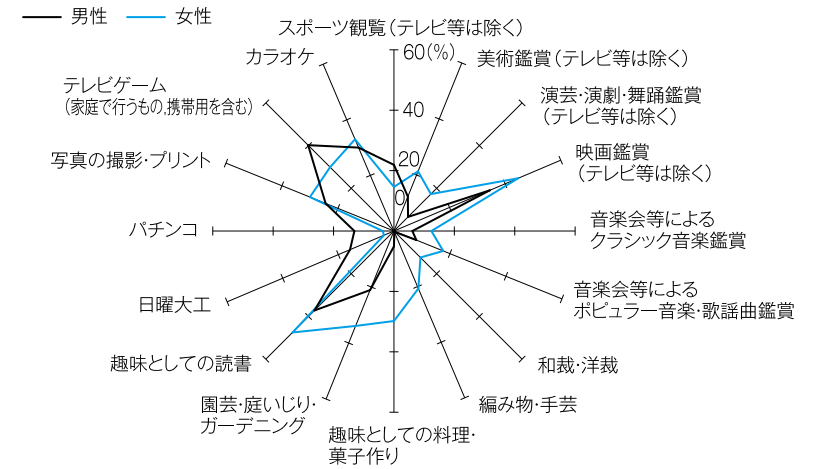 男性 女性
スポーツ観覧(テレビ等は除く)
60(%)
40
20
0
美術鑑賞(テレビ等は除く)
演芸・演劇・舞踊鑑賞
(テレビ等は除く)
映画鑑賞
(テレビ等は除く)
音楽会等による
クラシック音楽鑑賞
音楽会等による
ポピュラー音楽・歌謡曲鑑賞
和裁・洋裁
編み物・手芸
趣味としての料理・
菓子作り
園芸・庭いじり・
ガーデニング
趣味としての読書
日曜大工
パチンコ
写真の撮影・プリント
テレビゲーム
(家庭で行うもの,携帯用を含む)
カラオケ